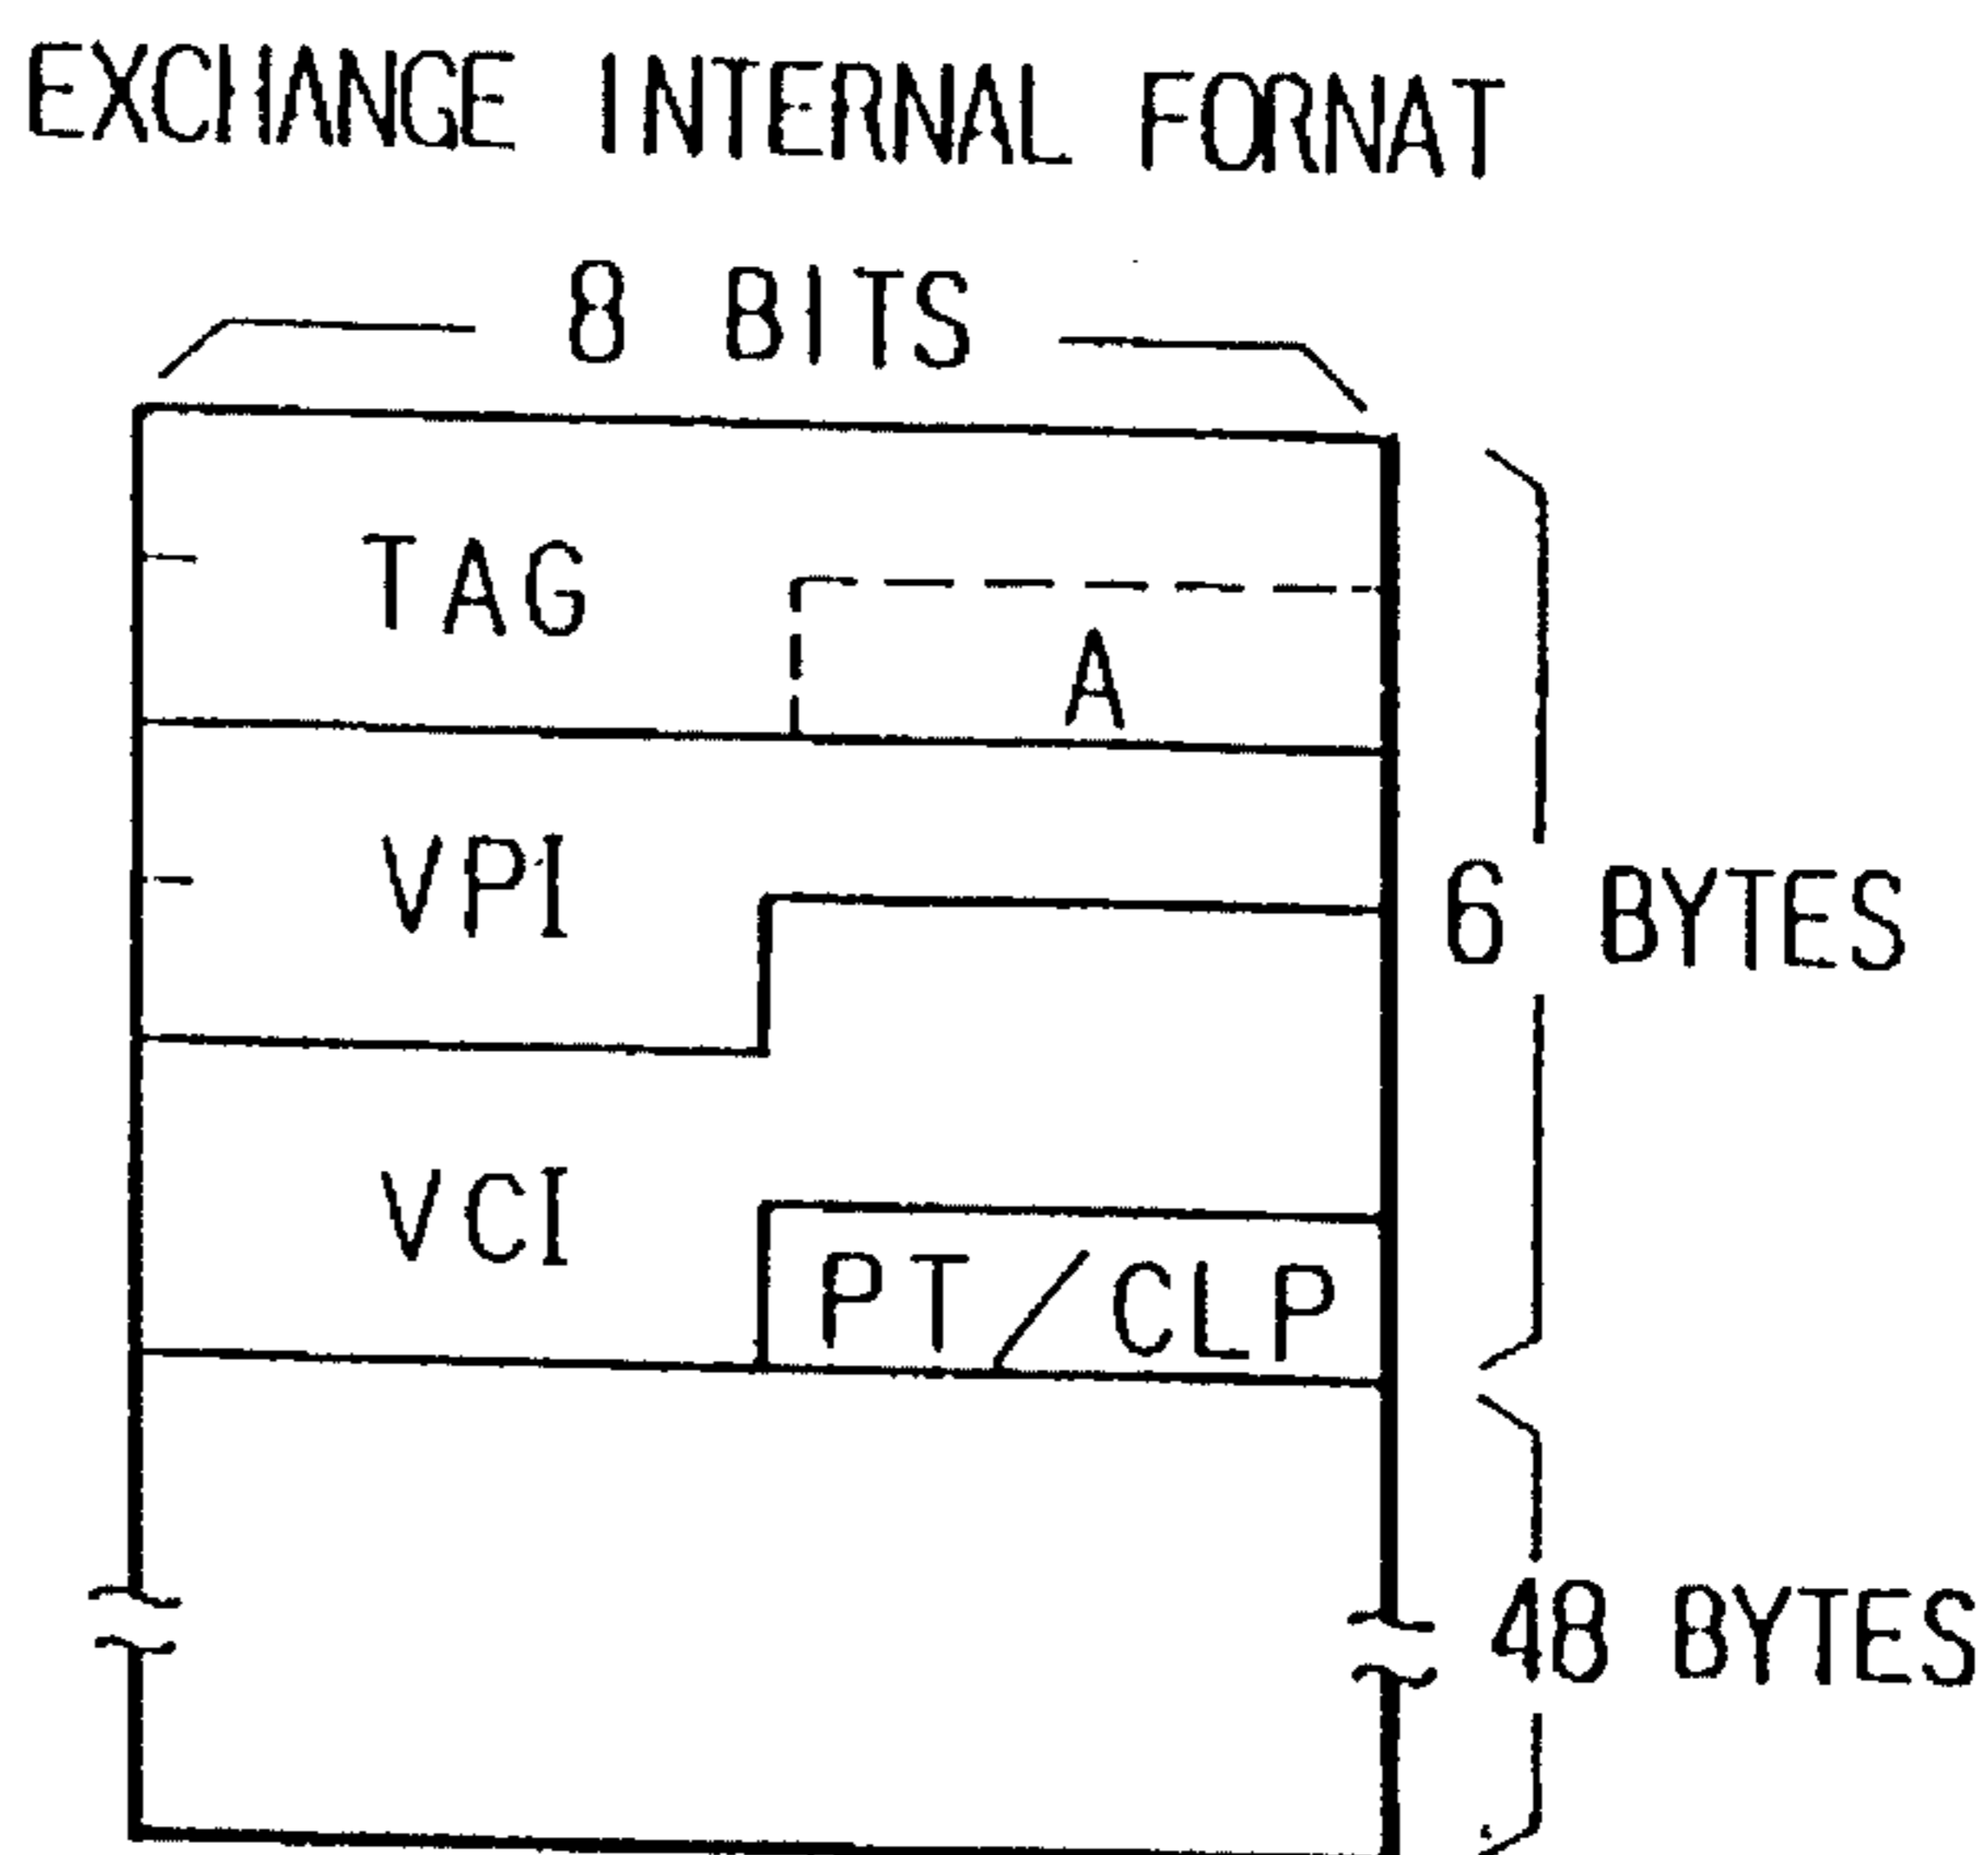 EXCHANGE INTERNAL FORNAT
8 BITS
TAG
A
VPI
6 BYTES
VCI
PT/CLP
48 BYTES